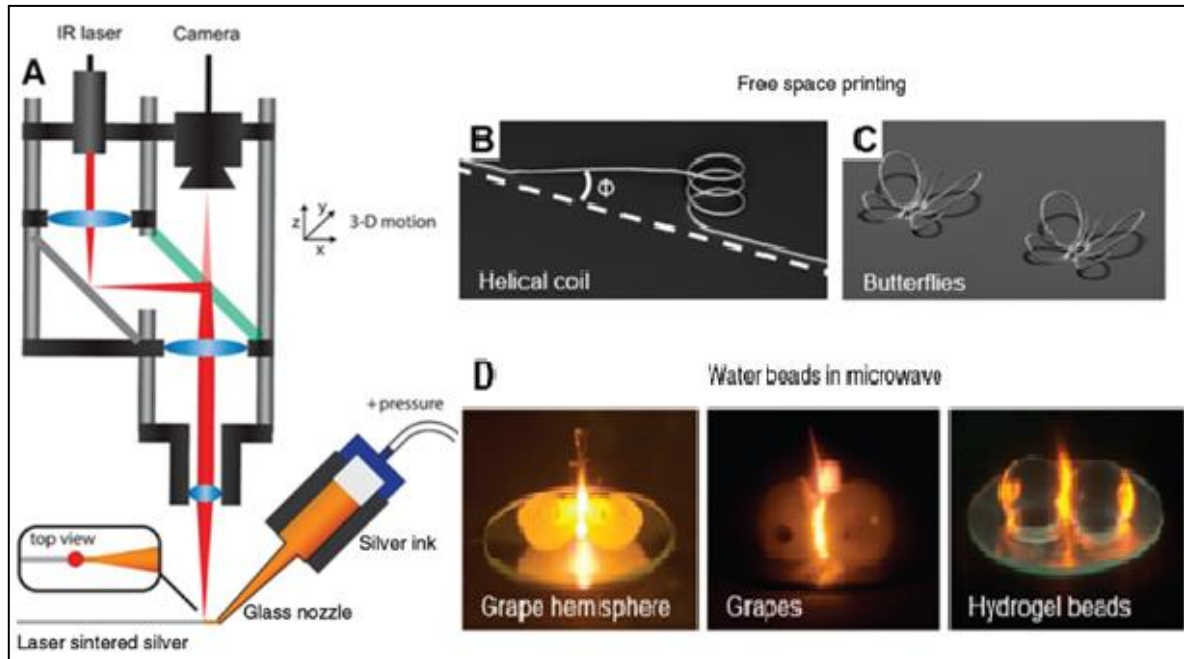 IR laser
Camera
A
z
y
x
3-D motion
+pressure
Silver ink
top view
Glass nozzle
Laser sintered silver
Free space printing
B
Φ
Helical coil
C
Butterflies
D
Water beads in microwave
Grape hemisphere
Grapes
Hydrogel beads